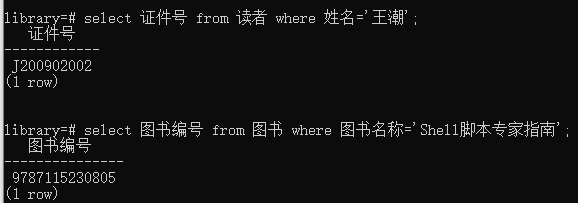 library=# select 证件号 from 读者 where 姓名='王潮';
证件号
------------
J200902002
(1 row)
library=# select 图书编号 from 图书 where 图书名称='Shell脚本专家指南';
图书编号
---------------
9787115230805
(1 row)